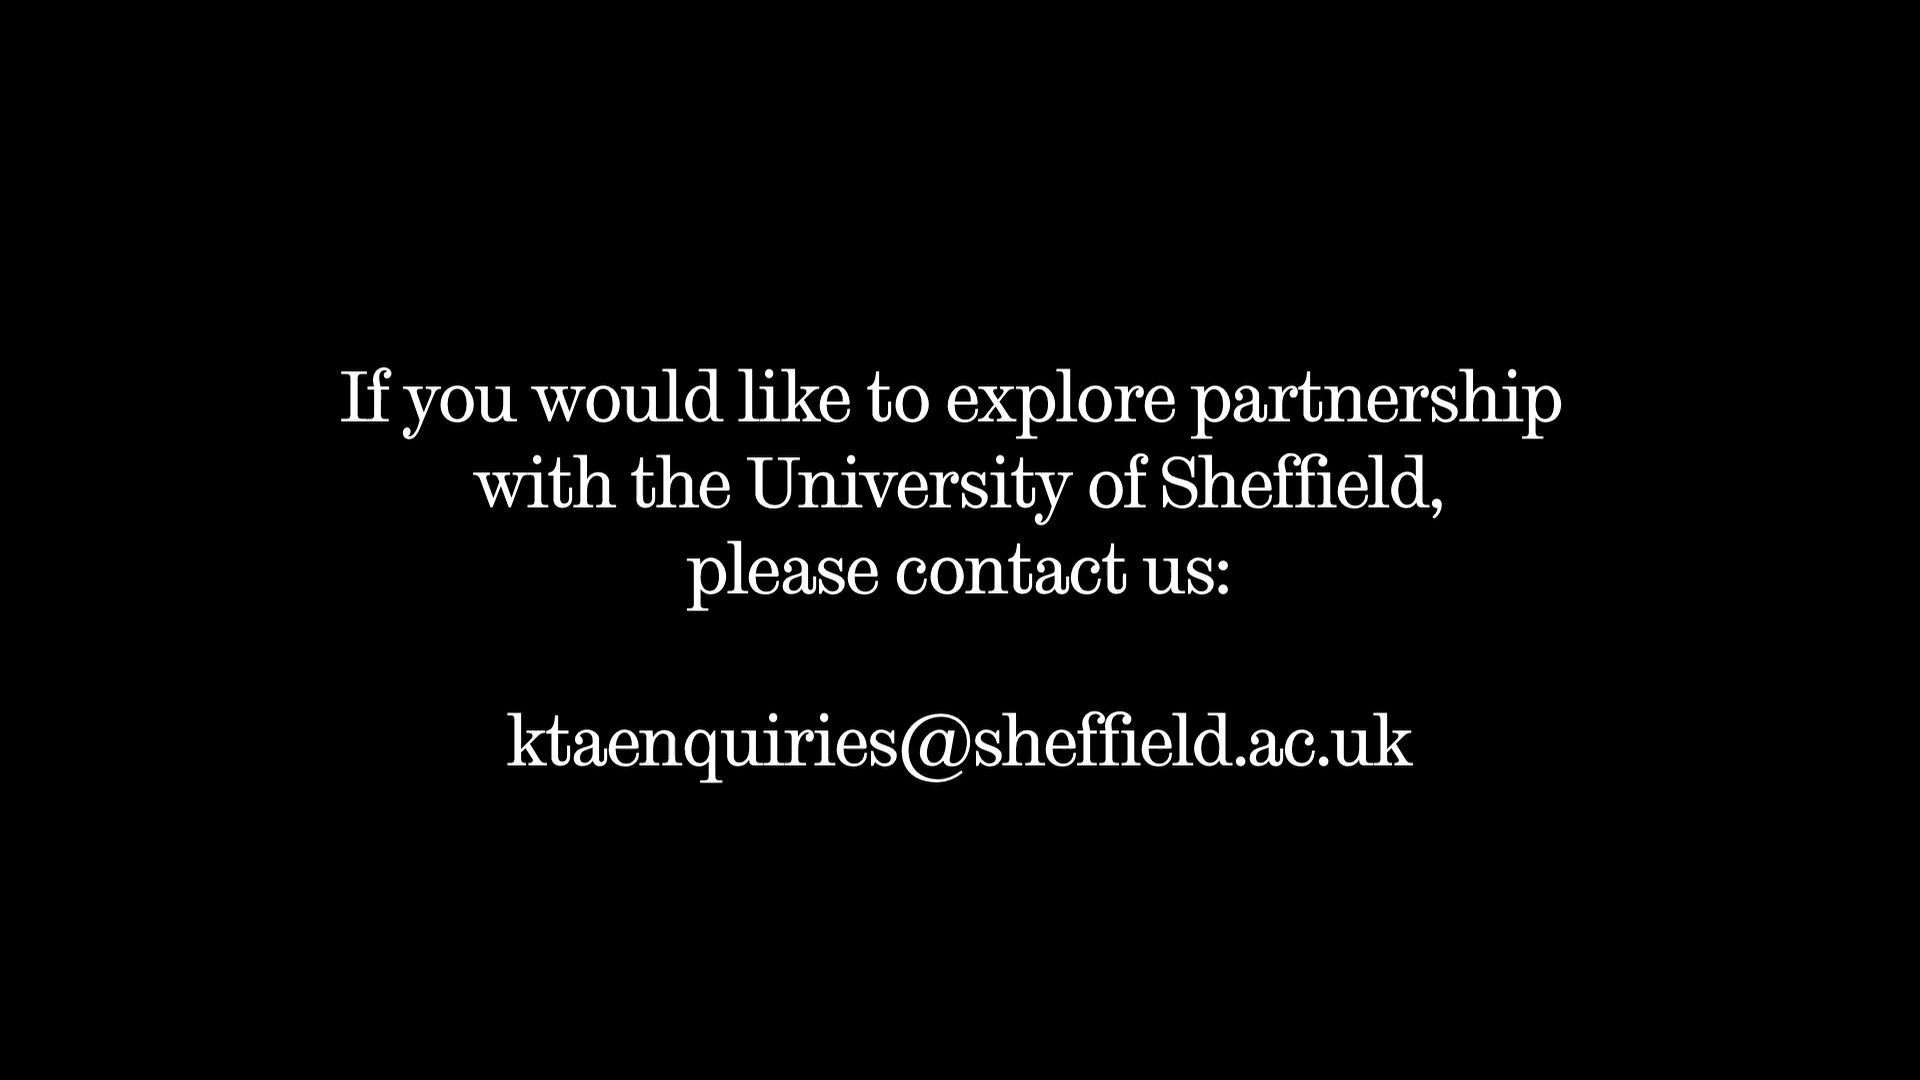 If you would like to explore partnership
with the University of Sheffield,
please contact us:
ktaenquiries@sheffield.ac.uk